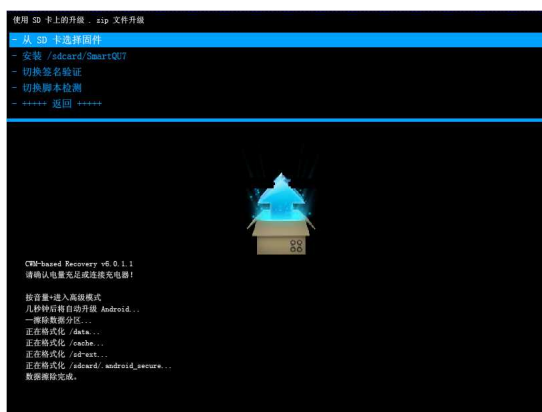 使用 SD 卡上的升级 . zip 文件升级
- 从 SD 卡选择固件
- 安装 /sdcard/SmartQU7
- 切换签名验证
- 切换脚本检测
- +++++ 返回 +++++
CWM-based Recovery v6.0.1.1
请确认电量充足或连接充电器!
按音量+进入高级模式
几秒钟后将自动升级 Android...
一擦除数据分区...
正在格式化 /data...
正在格式化 /cache...
正在格式化 /sd-ext...
正在格式化 /sdcard/.android_secure...
数据擦除完成。